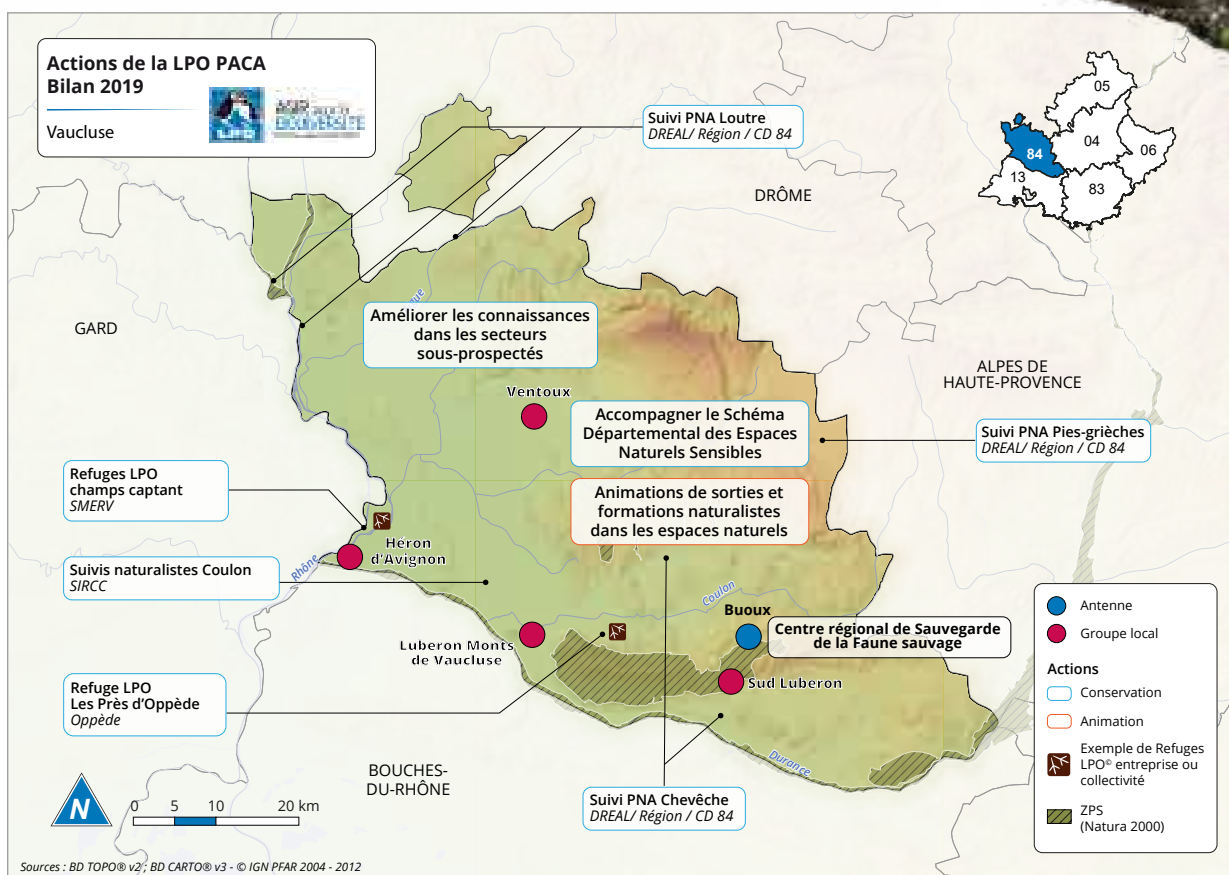 Actions de la LPO PACA
Bilan 2019
Vaucluse
LPO
AGIR
pour la
BIODIVERSITÉ
Suivi PNA Loutre
DREAL/ Région / CD 84
05
04
06
84
13
83
DRÔME
GARD
Améliorer les connaissances
dans les secteurs
sous-prospectés
ALPES DE
HAUTE-PROVENCE
Ventoux
Accompagner le Schéma
Départemental des Espaces
Naturels Sensibles
Suivi PNA Pies-grièches
DREAL/ Région / CD 84
Refuges LPO
champs captant
SMERV
Animations de sorties et
formations naturalistes
dans les espaces naturels
Héron
d'Avignon
Rhône
Suivis naturalistes Coulon
SIRCC
Coulon
Buoux
Centre régional de Sauvegarde
de la Faune sauvage
Luberon Monts
de Vaucluse
Sud Luberon
Refuge LPO
Les Près d'Oppède
Oppède
Durance
BOUCHES-
DU-RHÔNE
Suivi PNA Chevêche
DREAL/ Région / CD 84
Antenne
Groupe local
Actions
Conservation
Animation
Exemple de Refuges
LPO© entreprise ou
collectivité
ZPS
(Natura 2000)
N
0 5 10 20 km
Sources : BD TOPO® v2 ; BD CARTO® v3 - © IGN PFAR 2004 - 2012